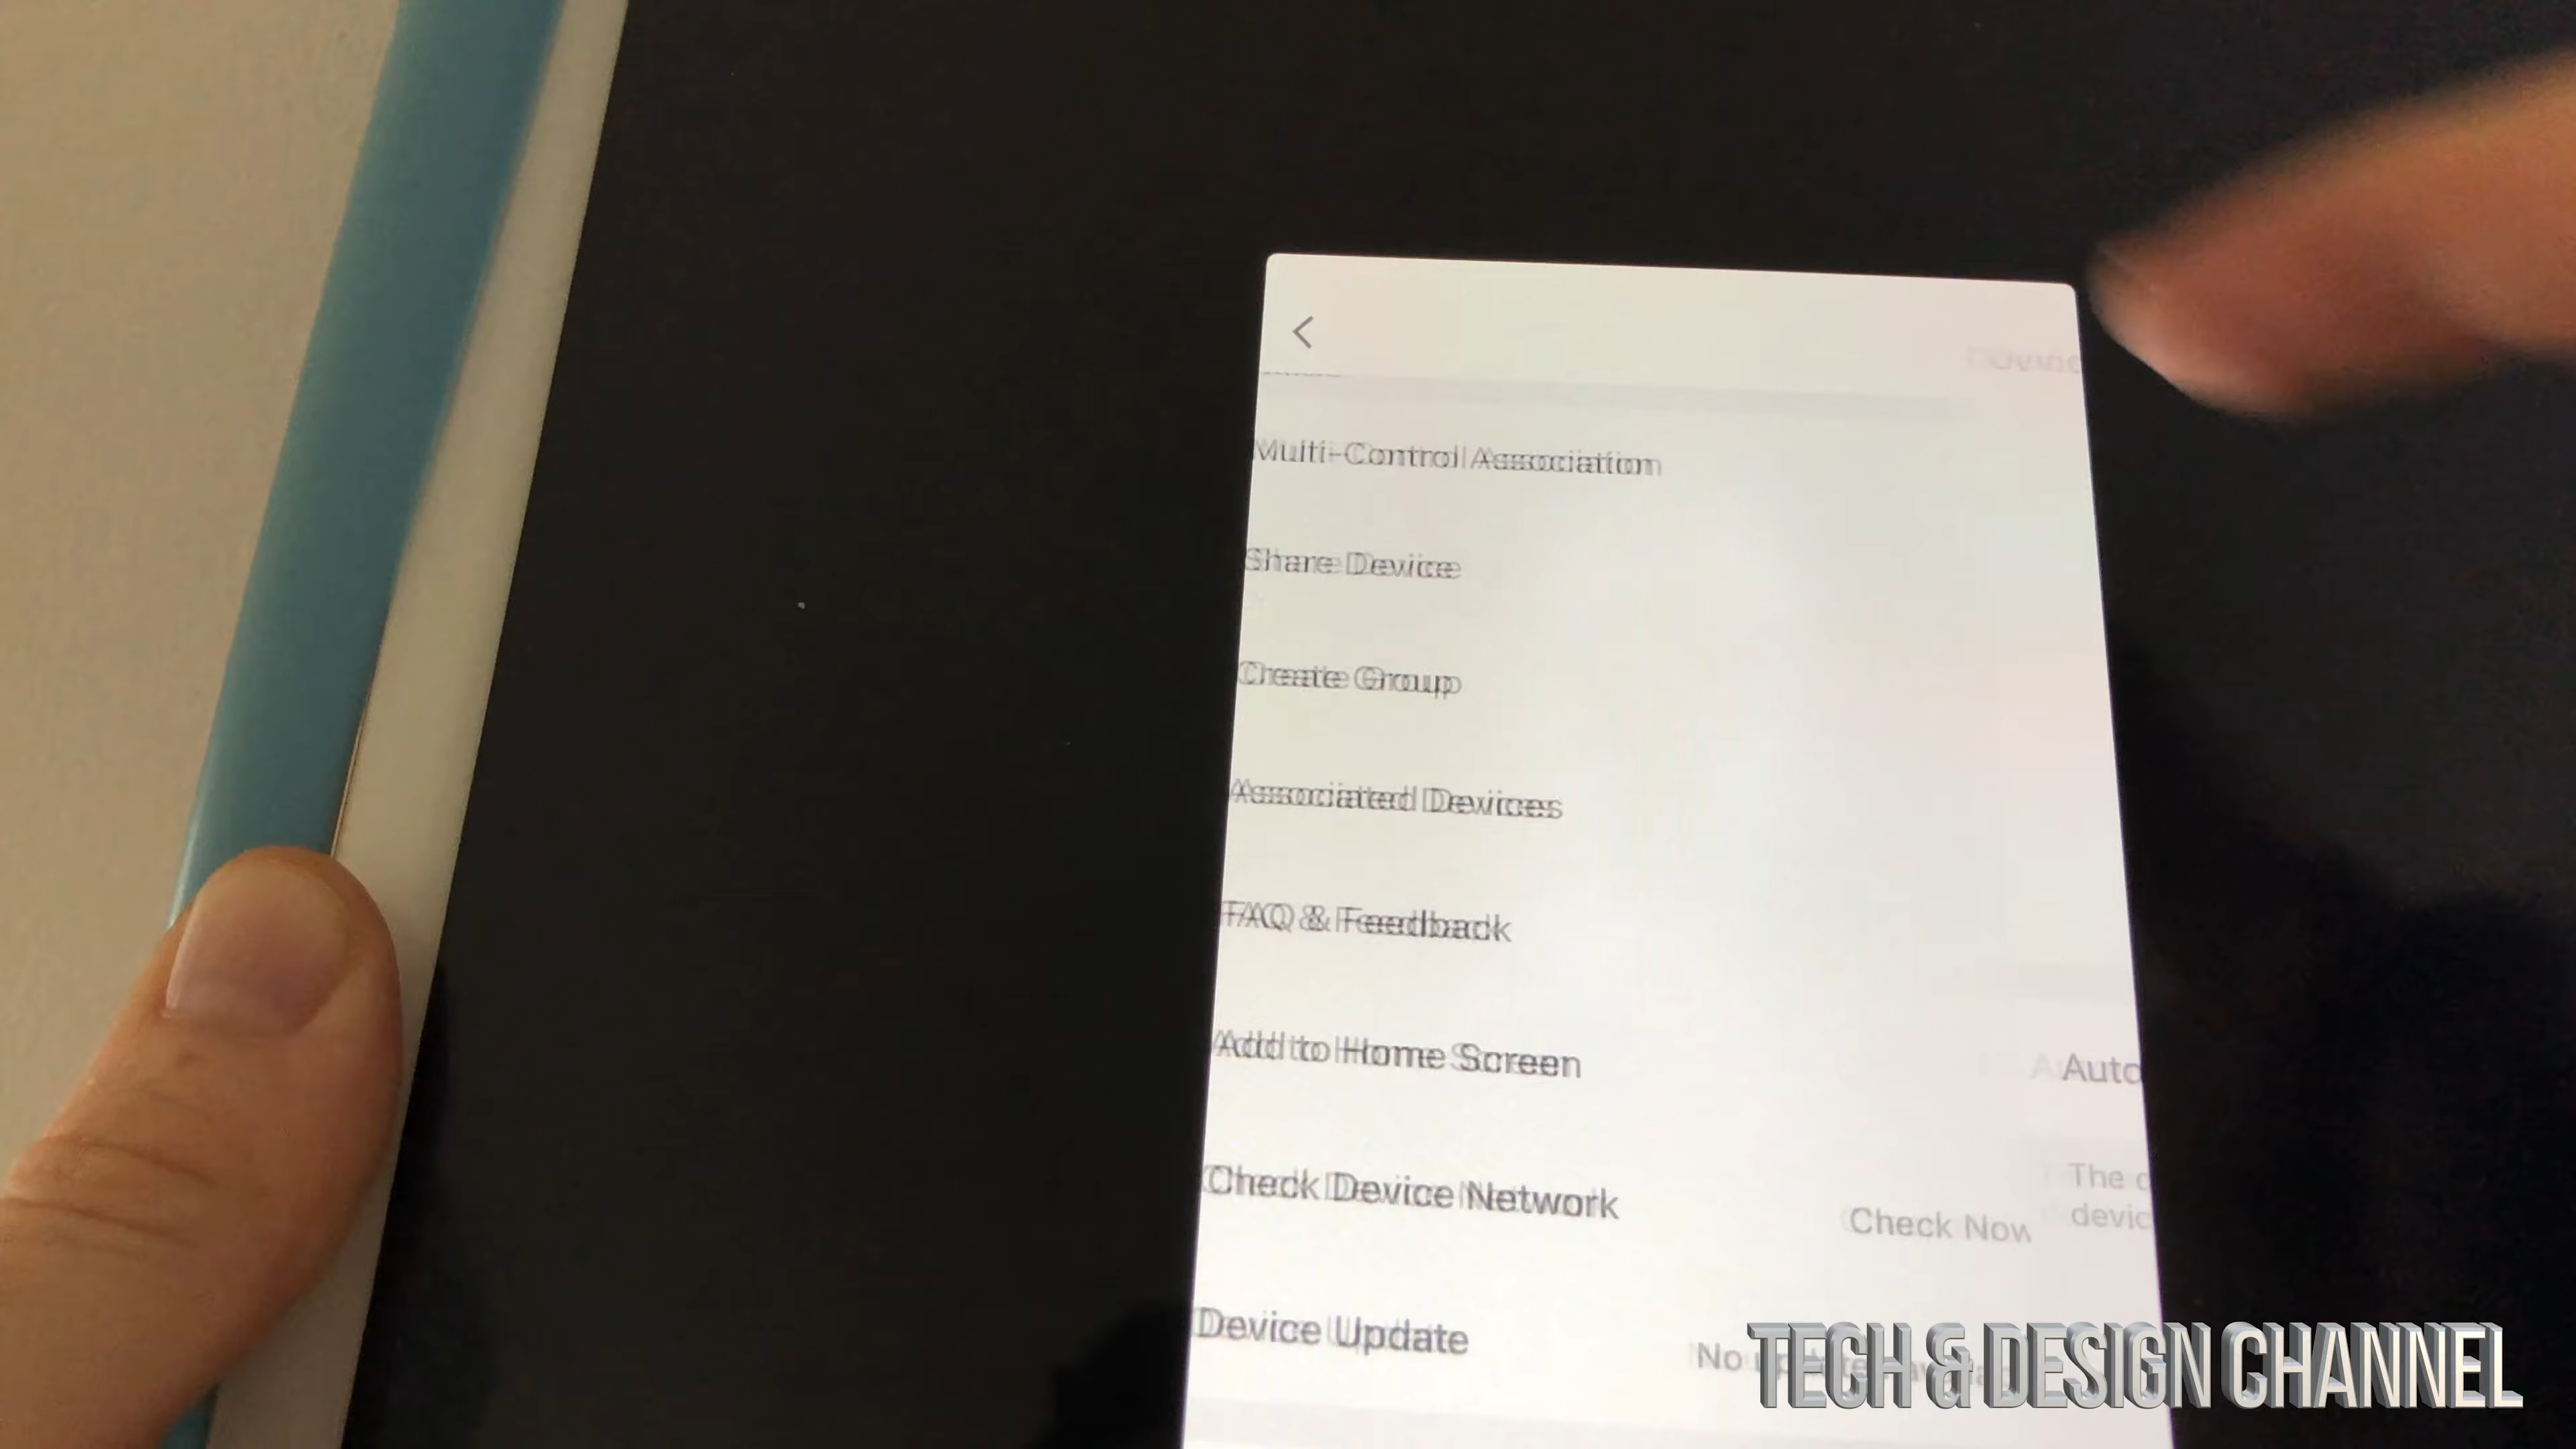 Multi-Control Association
Share Device
Create Group
Associated Devices
FAQ & Feedback
Add to Home Screen
Auto
Check Device Network
Check Now
The
devic
Device Update
No
TECH & DESIGN CHANNEL